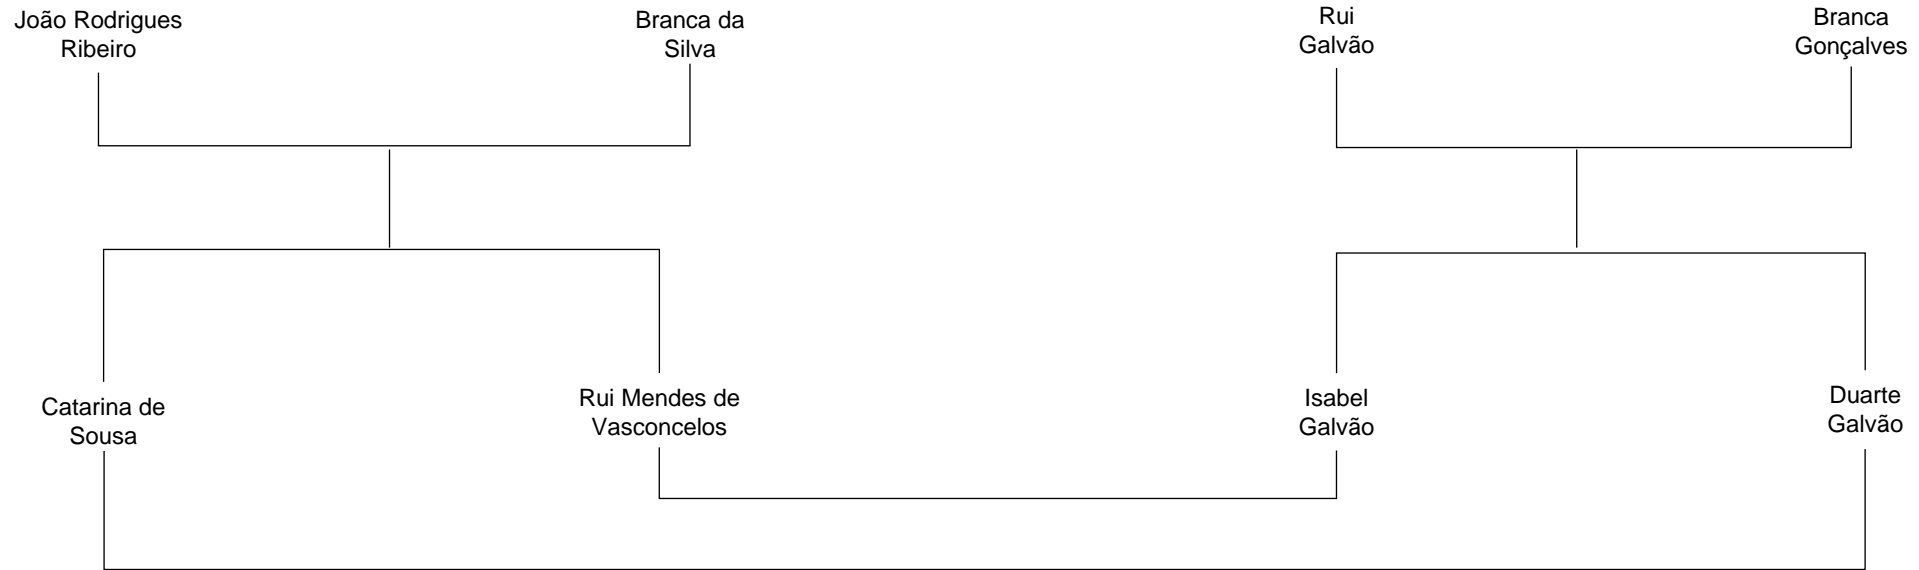 João Rodrigues
Ribeiro
Branca da
Silva
Rui
Galvão
Branca
Gonçalves
Catarina de
Sousa
Rui Mendes de
Vasconcelos
Isabel
Galvão
Duarte
Galvão